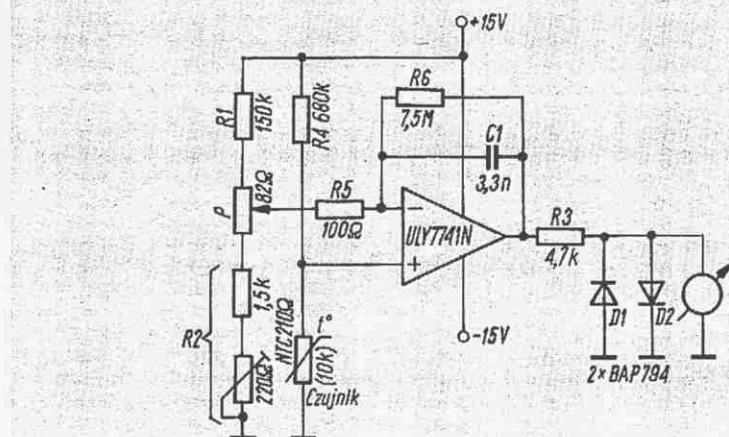 +15V
R6
7,5M
R1
150k
R4 680k
C1
3,3n
P
82Ω
R5
100Ω
−
ULY7741N
+
R3
4,7k
1,5k
R2
220Ω
NTC210Ω
t°
(10k)
Czujnik
−15V
D1
D2
2×BAP794